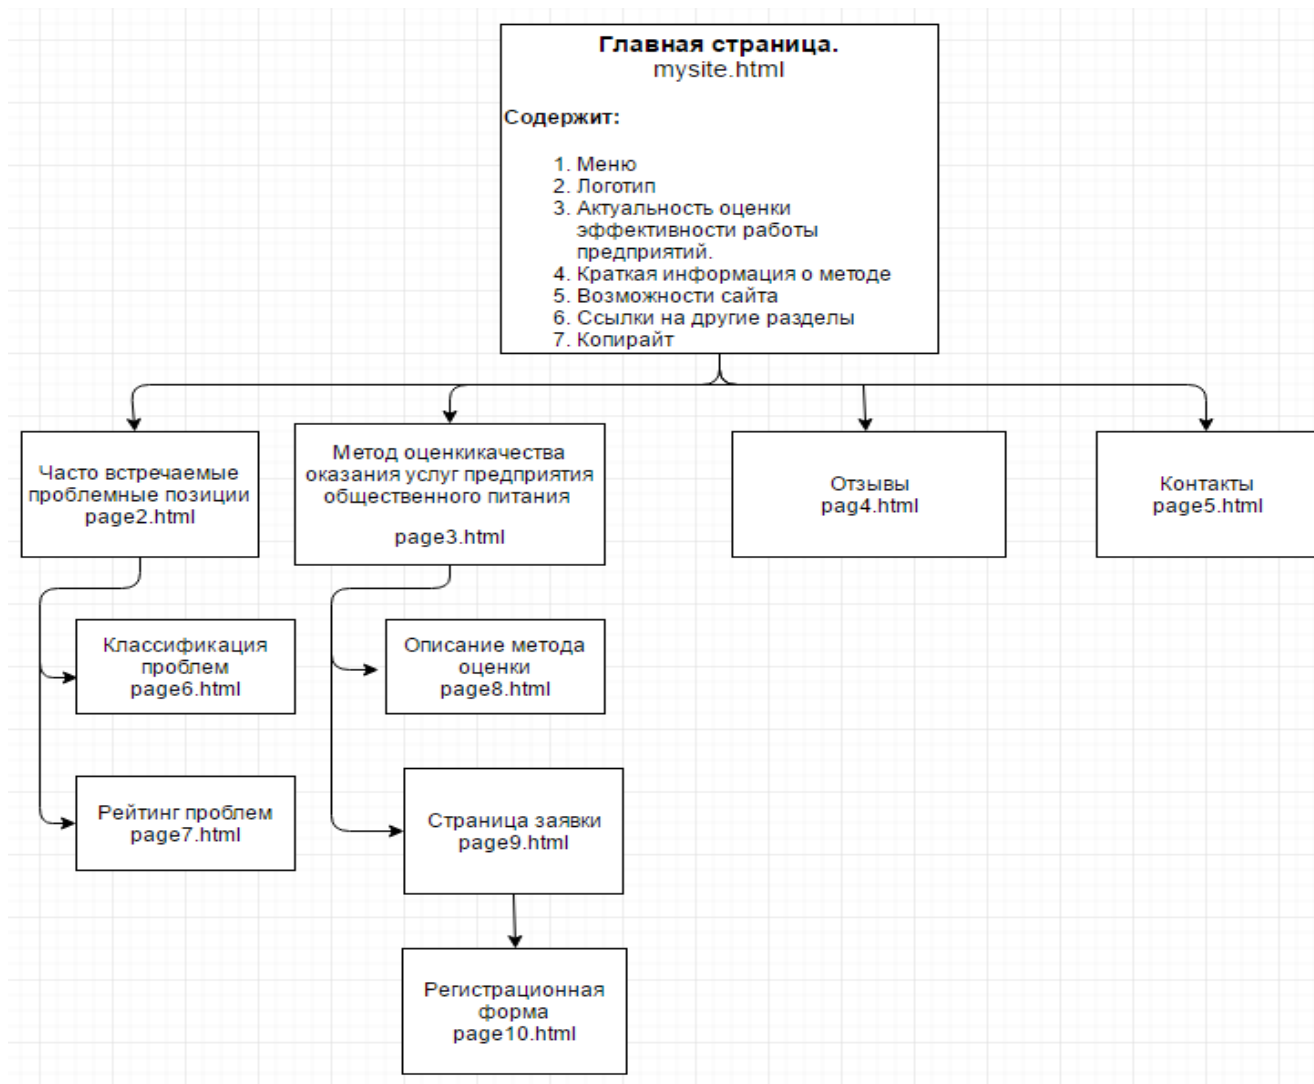 Главная страница.
mysite.html
Содержит:
1. Меню
2. Логотип
3. Актуальность оценки
эффективности работы
предприятий.
4. Краткая информация о методе
5. Возможности сайта
6. Ссылки на другие разделы
7. Копирайт
Часто встречаемые
проблемные позиции
page2.html
Метод оценкикачества
оказания услуг предприятия
общественного питания
page3.html
Отзывы
pag4.html
Контакты
page5.html
Классификация
проблем
page6.html
Описание метода
оценки
page8.html
Рейтинг проблем
page7.html
Страница заявки
page9.html
Регистрационная
форма
page10.html